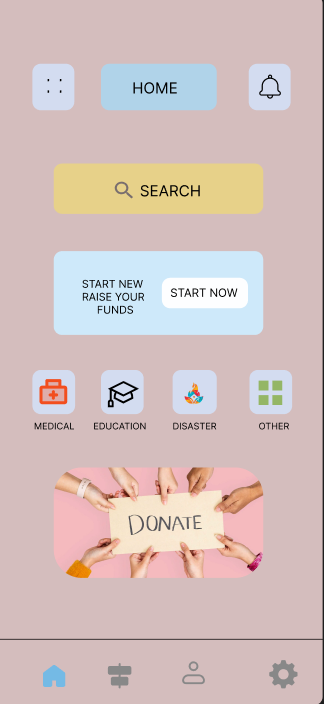 HOME
SEARCH
START NEW
RAISE YOUR
FUNDS
START NOW
MEDICAL
EDUCATION
DISASTER
OTHER
DONATE